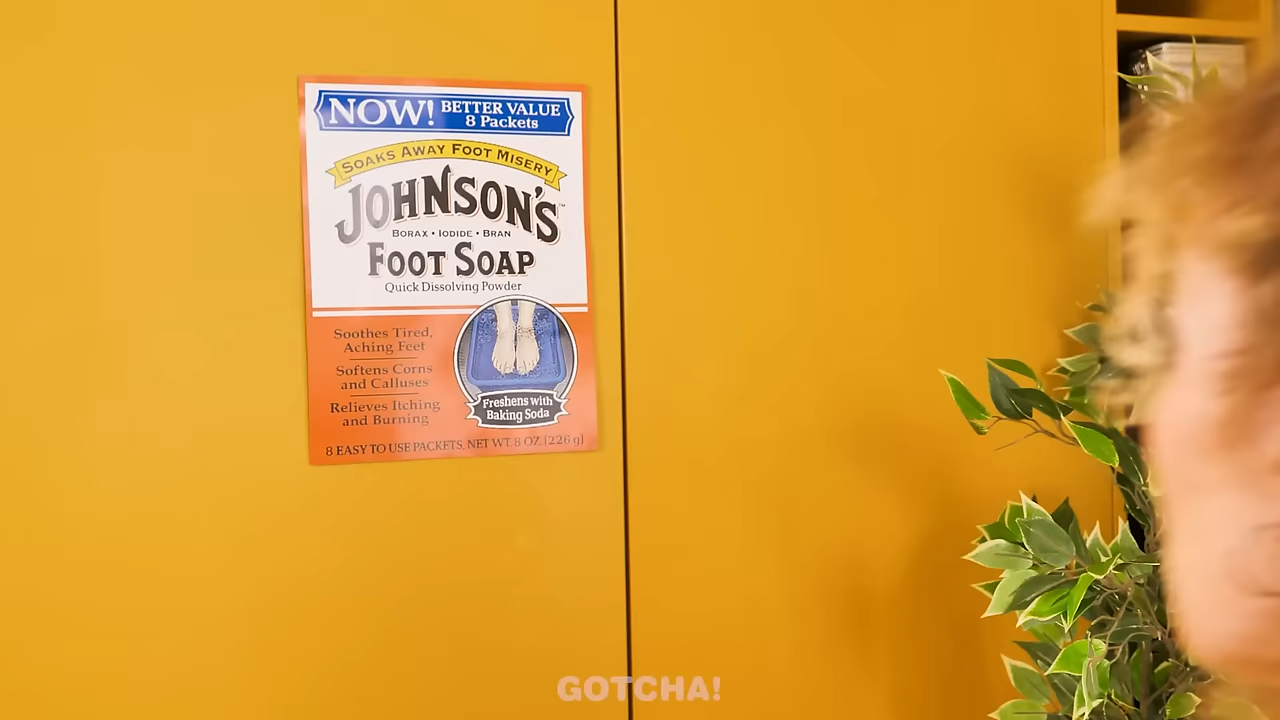 NOW! BETTER VALUE
8 Packets
SOAKS AWAY FOOT MISERY
JOHNSON'S™
BORAX • IODIDE • BRAN
FOOT SOAP
Quick Dissolving Powder
Soothes Tired,
Aching Feet
Softens Corns
and Calluses
Relieves Itching
and Burning
Freshens with
Baking Soda
8 EASY TO USE PACKETS, NET WT. 8 OZ. (226 g)
GOTCHA!